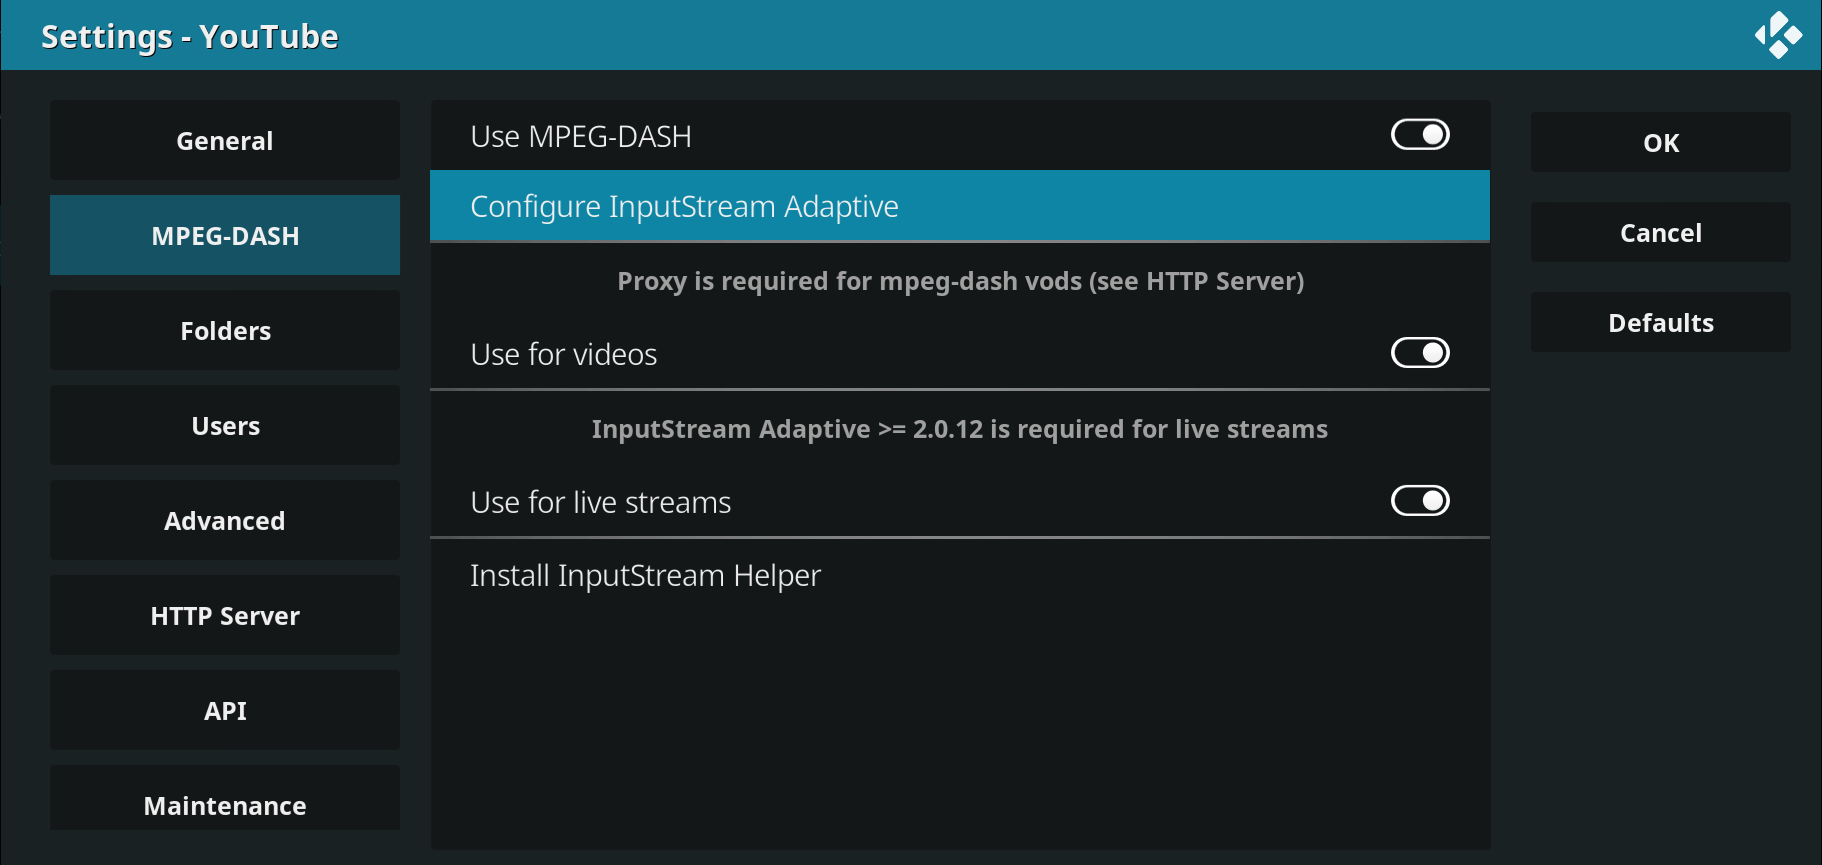 Settings - YouTube
General
MPEG-DASH
Folders
Users
Advanced
HTTP Server
API
Maintenance
Use MPEG-DASH
Configure InputStream Adaptive
Proxy is required for mpeg-dash vods (see HTTP Server)
Use for videos
InputStream Adaptive >= 2.0.12 is required for live streams
Use for live streams
Install InputStream Helper
OK
Cancel
Defaults